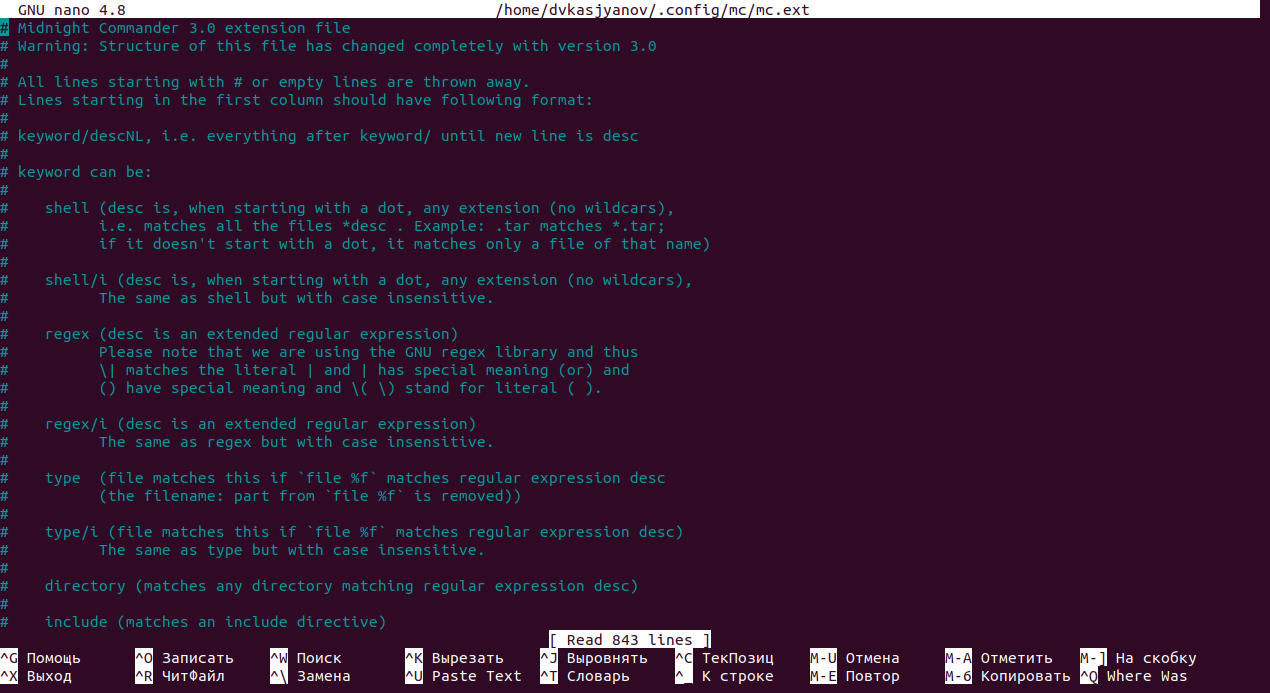 GNU nano 4.8 /home/dvkasjyanov/.config/mc/mc.ext
# Midnight Commander 3.0 extension file
# Warning: Structure of this file has changed completely with version 3.0
#
# All lines starting with # or empty lines are thrown away.
# Lines starting in the first column should have following format:
#
# keyword/descNL, i.e. everything after keyword/ until new line is desc
#
# keyword can be:
#
#    shell (desc is, when starting with a dot, any extension (no wildcars),
#          i.e. matches all the files *desc . Example: .tar matches *.tar;
#          if it doesn't start with a dot, it matches only a file of that name)
#
#    shell/i (desc is, when starting with a dot, any extension (no wildcars),
#          The same as shell but with case insensitive.
#
#    regex (desc is an extended regular expression)
#          Please note that we are using the GNU regex library and thus
#          \| matches the literal | and | has special meaning (or) and
#          () have special meaning and \( \) stand for literal ( ).
#
#    regex/i (desc is an extended regular expression)
#          The same as regex but with case insensitive.
#
#    type  (file matches this if `file %f` matches regular expression desc
#          (the filename: part from `file %f` is removed))
#
#    type/i (file matches this if `file %f` matches regular expression desc)
#          The same as type but with case insensitive.
#
#    directory (matches any directory matching regular expression desc)
#
#    include (matches an include directive)
[ Read 843 lines ]
^G Помощь ^O Записать ^W Поиск ^K Вырезать ^J Выровнять ^C ТекПозиц M-U Отмена M-A Отметить M-] На скобку
^X Выход ^R ЧитФайл ^\ Замена ^U Paste Text ^T Словарь ^_ К строке M-E Повтор M-6 Копировать ^Q Where Was